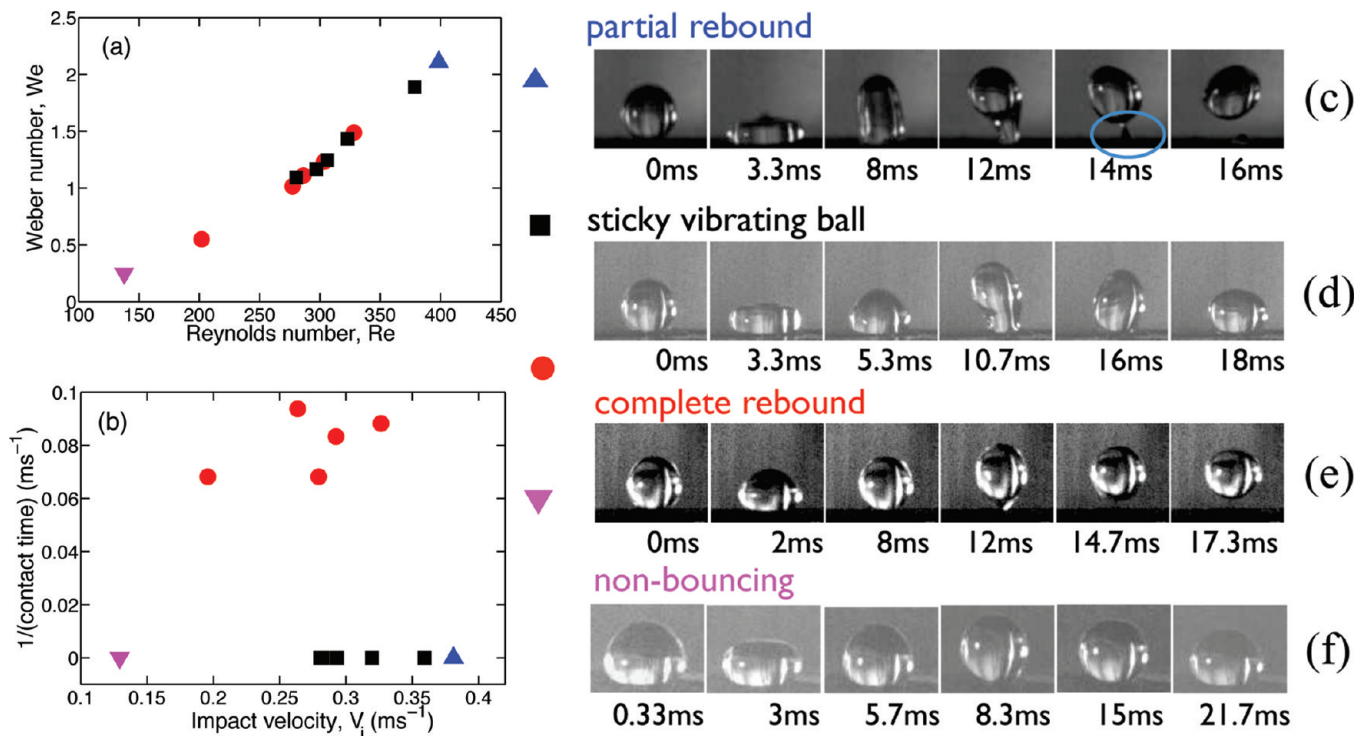 (a)
2.5
2
1.5
1
0.5
0
Weber number, We
100 150 200 250 300 350 400 450
Reynolds number, Re
(b)
0.1
0.08
0.06
0.04
0.02
0
1/(contact time) (ms⁻¹)
0.1 0.15 0.2 0.25 0.3 0.35 0.4
Impact velocity, Vᵢ (ms⁻¹)
partial rebound
0ms 3.3ms 8ms 12ms 14ms 16ms
(c)
sticky vibrating ball
0ms 3.3ms 5.3ms 10.7ms 16ms 18ms
(d)
complete rebound
0ms 2ms 8ms 12ms 14.7ms 17.3ms
(e)
non-bouncing
0.33ms 3ms 5.7ms 8.3ms 15ms 21.7ms
(f)